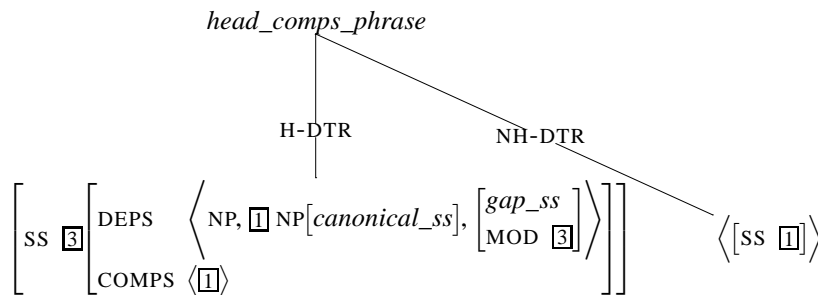 head_comps_phrase
H-DTR NH-DTR
SS 3 [DEPS ⟨NP, 1 NP[canonical_ss], [gap_ss
MOD 3]⟩
COMPS ⟨1⟩] ⟨[SS 1]⟩